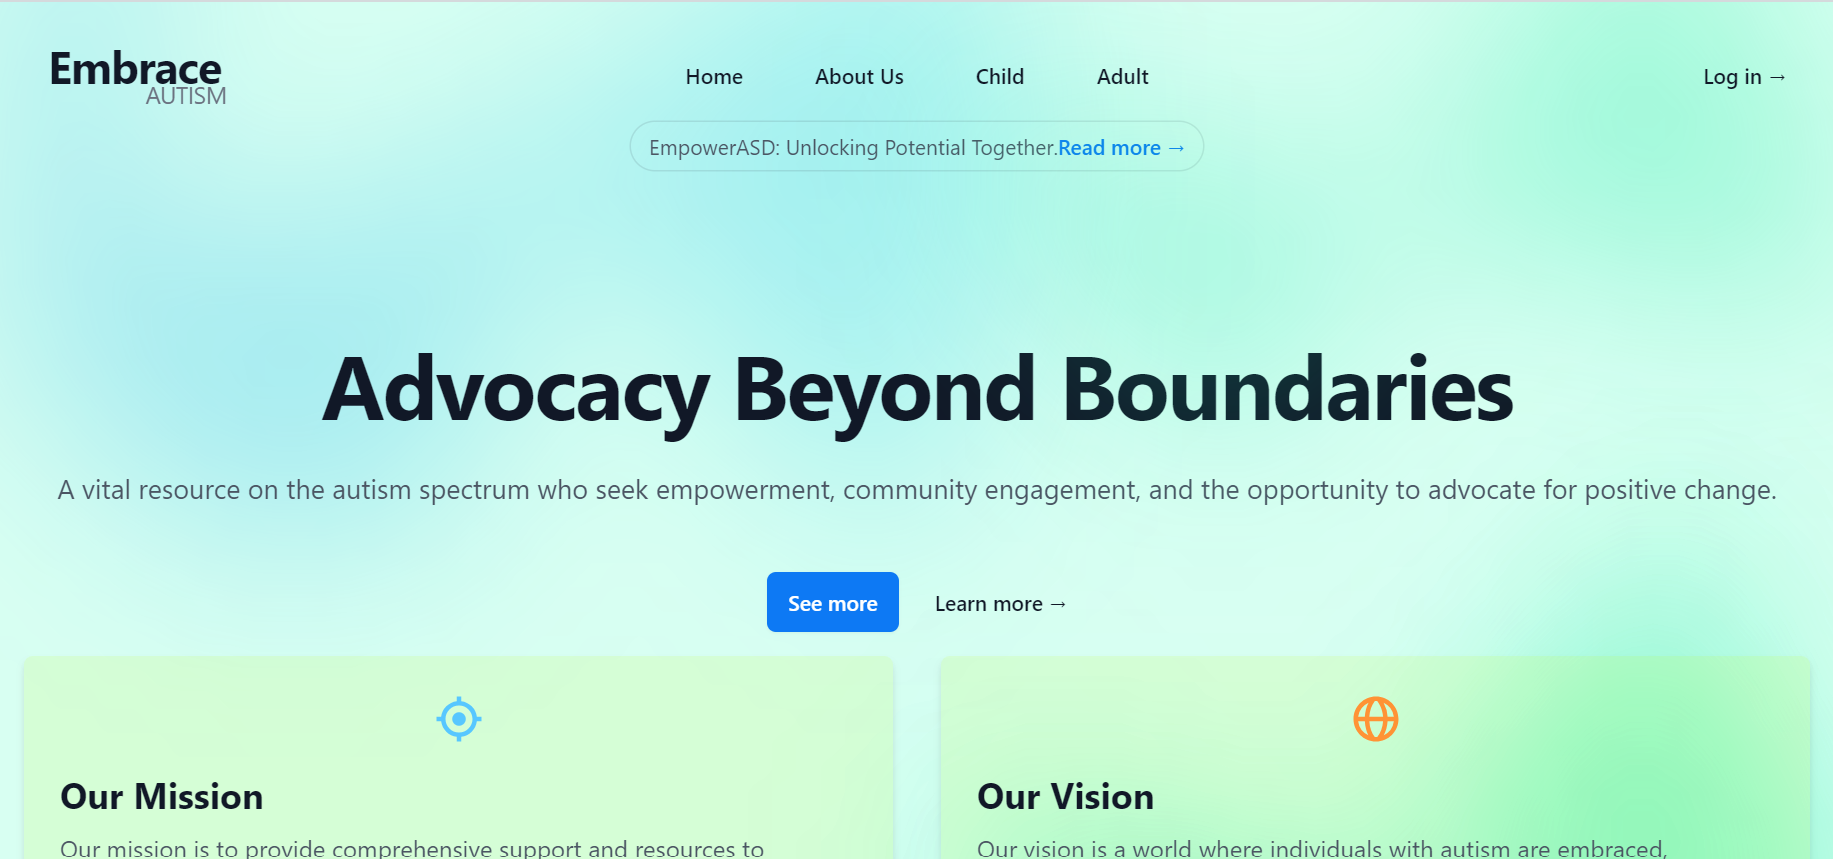 Embrace
AUTISM
Home
About Us
Child
Adult
Log in →
EmpowerASD: Unlocking Potential Together.Read more →
Advocacy Beyond Boundaries
A vital resource on the autism spectrum who seek empowerment, community engagement, and the opportunity to advocate for positive change.
See more
Learn more →
Our Mission
Our mission is to provide comprehensive support and resources to
Our Vision
Our vision is a world where individuals with autism are embraced,